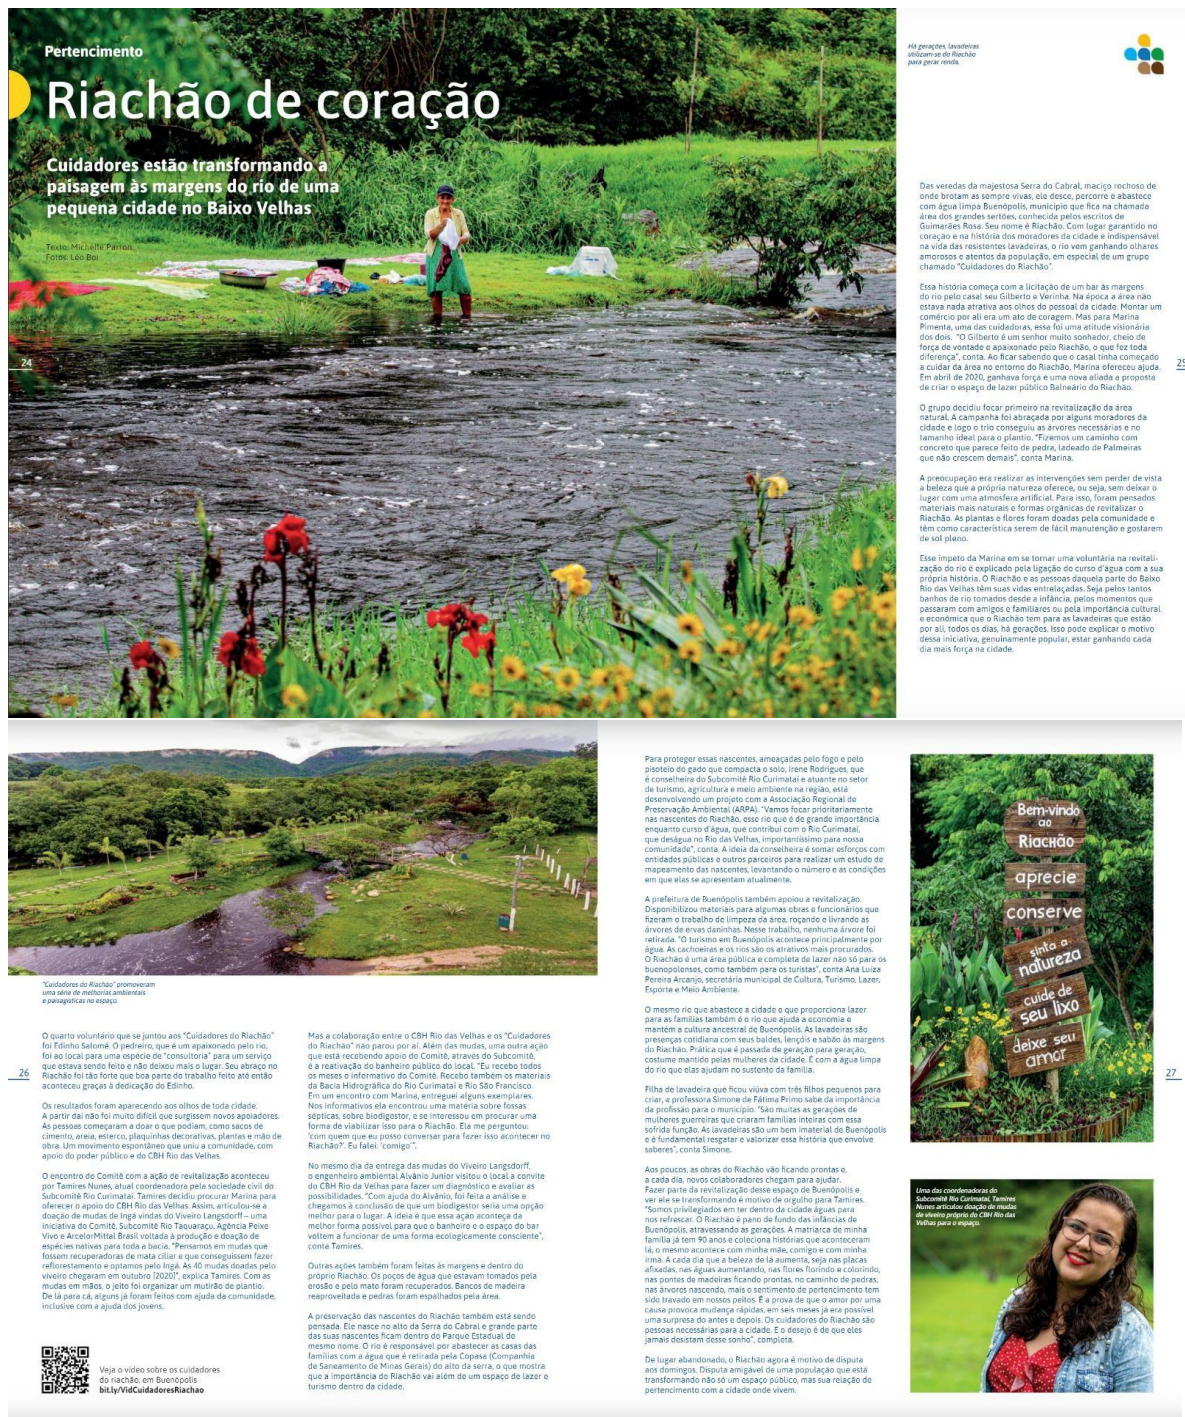 Pertencimento
Riachão de coração
Cuidadores estão transformando a
paisagem às margens do rio de uma
pequena cidade no Baixo Velhas
Texto: Michelle Parron
Fotos: Léo Boi
24
Há gerações, lavadeiras
utilizam-se do Riachão
para gerar renda.
Das veredas da majestosa Serra do Cabral, maciço rochoso de
onde brotam as sempre-vivas, ele desce, percorre e abastece
com água limpa Buenópolis, município que fica na chamada
área dos grandes sertões, conhecida pelos escritos de
Guimarães Rosa. Seu nome é Riachão. Com lugar garantido no
coração e na história dos moradores da cidade e indispensável
na vida das resistentes lavadeiras, o rio vem ganhando olhares
amorosos e atentos da população, em especial de um grupo
chamado "Cuidadores do Riachão".
Essa história começa com a licitação de um bar às margens
do rio pelo casal seu Gilberto e Verinha. Na época a área não
estava nada atrativa aos olhos do pessoal da cidade. Montar um
comércio por ali era um ato de coragem. Mas para Marina
Pimenta, uma das cuidadoras, essa foi uma atitude visionária
dos dois. "O Gilberto é um senhor muito sonhador, cheio de
força de vontade e apaixonado pelo Riachão, o que fez toda
diferença", conta. Ao ficar sabendo que o casal tinha começado
a cuidar da área no entorno do Riachão, Marina ofereceu ajuda.
Em abril de 2020, ganhava força e uma nova aliada a proposta
de criar o espaço de lazer público Balneário do Riachão.
O grupo decidiu focar primeiro na revitalização da área
natural. A campanha foi abraçada por alguns moradores da
cidade e logo o trio conseguiu as árvores necessárias e no
tamanho ideal para o plantio. "Fizemos um caminho com
concreto que parece feito de pedra, ladeado de Palmeiras
que não crescem demais", conta Marina.
A preocupação era realizar as intervenções sem perder de vista
a beleza que a própria natureza oferece, ou seja, sem deixar o
lugar com uma atmosfera artificial. Para isso, foram pensados
materiais mais naturais e formas orgânicas de revitalizar o
Riachão. As plantas e flores foram doadas pela comunidade e
têm como característica serem de fácil manutenção e gostarem
de sol pleno.
Esse ímpeto da Marina em se tornar uma voluntária na revitali-
zação do rio é explicado pela ligação do curso d'água com a sua
própria história. O Riachão e as pessoas daquela parte do Baixo
Rio das Velhas têm suas vidas entrelaçadas. Seja pelos tantos
banhos de rio tomados desde a infância, pelos momentos que
passaram com amigos e familiares ou pela importância cultural
e econômica que o Riachão tem para as lavadeiras que estão
por ali, todos os dias, há gerações. Isso pode explicar o motivo
dessa iniciativa, genuinamente popular, estar ganhando cada
dia mais força na cidade.
25
"Cuidadores do Riachão" promoveram
uma série de melhorias ambientais
e paisagísticas no espaço.
26
O quarto voluntário que se juntou aos "Cuidadores do Riachão"
foi Edinho Salomé. O pedreiro, que é um apaixonado pelo rio,
foi ao local para uma espécie de "consultoria" para um serviço
que estava sendo feito e não deixou mais o lugar. Seu abraço no
Riachão foi tão forte que boa parte do trabalho feito até então
aconteceu graças à dedicação do Edinho.
Os resultados foram aparecendo aos olhos de toda cidade.
A partir daí não foi muito difícil que surgissem novos apoiadores.
As pessoas começaram a doar o que podiam, como sacos de
cimento, areia, esterco, plaquinhas decorativas, plantas e mão de
obra. Um movimento espontâneo que uniu a comunidade, com
apoio do poder público e do CBH Rio das Velhas.
O encontro do Comitê com a ação de revitalização aconteceu
por Tamires Nunes, atual coordenadora pela sociedade civil do
Subcomitê Rio Curimataí. Tamires decidiu procurar Marina para
oferecer o apoio do CBH Rio das Velhas. Assim, articulou-se a
doação de mudas de Ingá vindas do Viveiro Langsdorff – uma
iniciativa do Comitê, Subcomitê Rio Taquaraçu, Agência Peixe
Vivo e ArcelorMittal Brasil voltada à produção e doação de
espécies nativas para toda a bacia. "Pensamos em mudas que
fossem recuperadoras de mata ciliar e que conseguissem fazer
reflorestamento e optamos pelo Ingá. As 40 mudas doadas pelo
viveiro chegaram em outubro [2020]", explica Tamires. Com as
mudas em mãos, o jeito foi organizar um mutirão de plantio.
De lá para cá, alguns já foram feitos com ajuda da comunidade,
inclusive com a ajuda dos jovens.
Veja o vídeo sobre os cuidadores
do riachão, em Buenópolis
bit.ly/VidCuidadoresRiachao
Mas a colaboração entre o CBH Rio das Velhas e os "Cuidadores
do Riachão" não parou por aí. Além das mudas, uma outra ação
que está recebendo apoio do Comitê, através do Subcomitê,
é a reativação do banheiro público do local. "Eu recebo todos
os meses o informativo do Comitê. Recebo também os materiais
da Bacia Hidrográfica do Rio Curimataí e Rio São Francisco.
Em um encontro com Marina, entreguei alguns exemplares.
Nos informativos ela encontrou uma matéria sobre fossas
sépticas, sobre biodigestor, e se interessou em procurar uma
forma de viabilizar isso para o Riachão. Ela me perguntou:
'com quem que eu posso conversar para fazer isso acontecer no
Riachão?'. Eu falei: 'comigo'".
No mesmo dia da entrega das mudas do Viveiro Langsdorff,
o engenheiro ambiental Alvânio Junior visitou o local a convite
do CBH Rio da Velhas para fazer um diagnóstico e avaliar as
possibilidades. "Com ajuda do Alvânio, foi feita a análise e
chegamos à conclusão de que um biodigestor seria uma opção
melhor para o lugar. A ideia é que essa ação aconteça da
melhor forma possível para que o banheiro e o espaço do bar
voltem a funcionar de uma forma ecologicamente consciente",
conta Tamires.
Outras ações também foram feitas às margens e dentro do
próprio Riachão. Os poços de água que estavam tomados pela
erosão e pelo mato foram recuperados. Bancos de madeira
reaproveitada e pedras foram espalhados pela área.
A preservação das nascentes do Riachão também está sendo
pensada. Ele nasce no alto da Serra do Cabral e grande parte
das suas nascentes ficam dentro do Parque Estadual de
mesmo nome. O rio é responsável por abastecer as casas das
famílias com a água que é retirada pela Copasa (Companhia
de Saneamento de Minas Gerais) do alto da serra, o que mostra
que a importância do Riachão vai além de um espaço de lazer e
turismo dentro da cidade.
Para proteger essas nascentes, ameaçadas pelo fogo e pelo
pisoteio do gado que compacta o solo, Irene Rodrigues, que
é conselheira do Subcomitê Rio Curimataí e atuante no setor
de turismo, agricultura e meio ambiente na região, está
desenvolvendo um projeto com a Associação Regional de
Preservação Ambiental (ARPA). "Vamos focar prioritariamente
nas nascentes do Riachão, esse rio que é de grande importância
enquanto curso d'água, que contribui com o Rio Curimataí,
que deságua no Rio das Velhas, importantíssimo para nossa
comunidade", conta. A ideia da conselheira é somar esforços com
entidades públicas e outros parceiros para realizar um estudo de
mapeamento das nascentes, levantando o número e as condições
em que elas se apresentam atualmente.
A prefeitura de Buenópolis também apoiou a revitalização.
Disponibilizou materiais para algumas obras e funcionários que
fizeram o trabalho de limpeza da área, roçando e livrando as
árvores de ervas daninhas. Nesse trabalho, nenhuma árvore foi
retirada. "O turismo em Buenópolis acontece principalmente por
água. As cachoeiras e os rios são os atrativos mais procurados.
O Riachão é uma área pública e completa de lazer não só para os
buenopolenses, como também para os turistas", conta Ana Luiza
Pereira Arcanjo, secretária municipal de Cultura, Turismo, Lazer,
Esporte e Meio Ambiente.
O mesmo rio que abastece a cidade e que proporciona lazer
para as famílias também é o rio que ajuda a economia e
mantém a cultura ancestral de Buenópolis. As lavadeiras são
presenças cotidiana com seus baldes, lençóis e sabão às margens
do Riachão. Prática que é passada de geração para geração,
costume mantido pelas mulheres da cidade. É com a água limpa
do rio que elas ajudam no sustento da família.
Filha de lavadeira que ficou viúva com três filhos pequenos para
criar, a professora Simone de Fátima Primo sabe da importância
da profissão para o município. "São muitas as gerações de
mulheres guerreiras que criaram famílias inteiras com essa
sofrida função. As lavadeiras são um bem imaterial de Buenópolis
e é fundamental resgatar e valorizar essa história que envolve
saberes", conta Simone.
Aos poucos, as obras do Riachão vão ficando prontas e,
a cada dia, novos colaboradores chegam para ajudar.
Fazer parte da revitalização desse espaço de Buenópolis e
ver ele se transformando é motivo de orgulho para Tamires.
"Somos privilegiados em ter dentro da cidade águas para
nos refrescar. O Riachão é pano de fundo das infâncias de
Buenópolis, atravessando as gerações. A matriarca de minha
família já tem 90 anos e coleciona histórias que aconteceram
lá, o mesmo acontece com minha mãe, comigo e com minha
irmã. A cada dia que a beleza de lá aumenta, seja nas placas
afixadas, nas águas aumentando, nas flores florindo e colorindo,
nas pontes de madeiras ficando prontas, no caminho de pedras,
nas árvores nascendo, mais o sentimento de pertencimento tem
sido travado em nossos peitos. É a prova de que o amor por uma
causa provoca mudança rápidas, em seis meses já era possível
uma surpresa do antes e depois. Os cuidadores do Riachão são
pessoas necessárias para a cidade. E o desejo é de que eles
jamais desistam desse sonho", completa.
De lugar abandonado, o Riachão agora é motivo de disputa
aos domingos. Disputa amigável de uma população que está
transformando não só um espaço público, mas sua relação de
pertencimento com a cidade onde vivem.
Bem-vindo
ao
Riachão
aprecie
conserve
sinta a
natureza
cuide de
seu lixo
deixe seu
amor
27
Uma das coordenadoras do
Subcomitê Rio Curimataí, Tamires
Nunes articulou doação de mudas
de viveiro próprio do CBH Rio das
Velhas para o espaço.